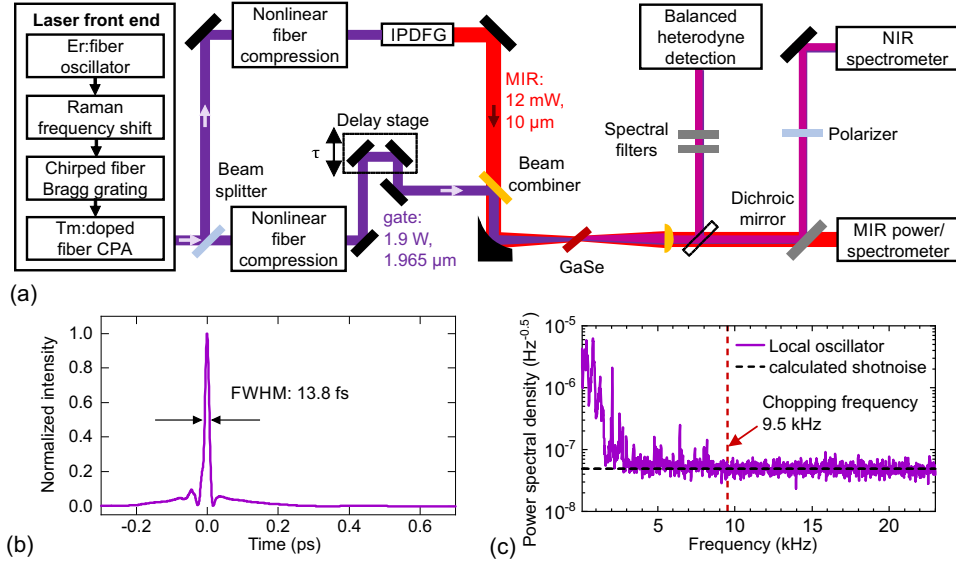 Laser front end
Er:fiber
oscillator
Raman
frequency shift
Chirped fiber
Bragg grating
Tm:doped
fiber CPA
Beam
splitter
Nonlinear
fiber
compression
IPDFG
MIR:
12 mW,
10 µm
Delay stage
τ
Nonlinear
fiber
compression
gate:
1.9 W,
1.965 µm
Beam
combiner
GaSe
Balanced
heterodyne
detection
Spectral
filters
NIR
spectrometer
Polarizer
Dichroic
mirror
MIR power/
spectrometer
(a)
Normalized intensity
1.0
0.8
0.6
0.4
0.2
0.0
FWHM: 13.8 fs
-0.2
0.0
0.2
0.4
0.6
Time (ps)
(b)
Power spectral density (Hz-0.5)
10-5
10-6
10-7
10-8
Local oscillator
calculated shotnoise
Chopping frequency
9.5 kHz
5
10
15
20
Frequency (kHz)
(c)